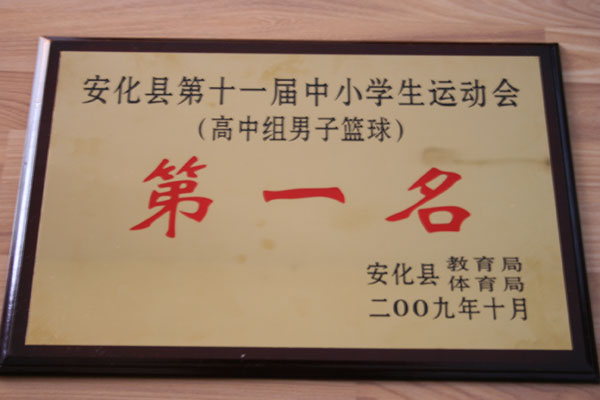 安化县第十一届中小学生运动会
(高中组男子篮球)
第一名
安化县 教育局
体育局
二00九年十月